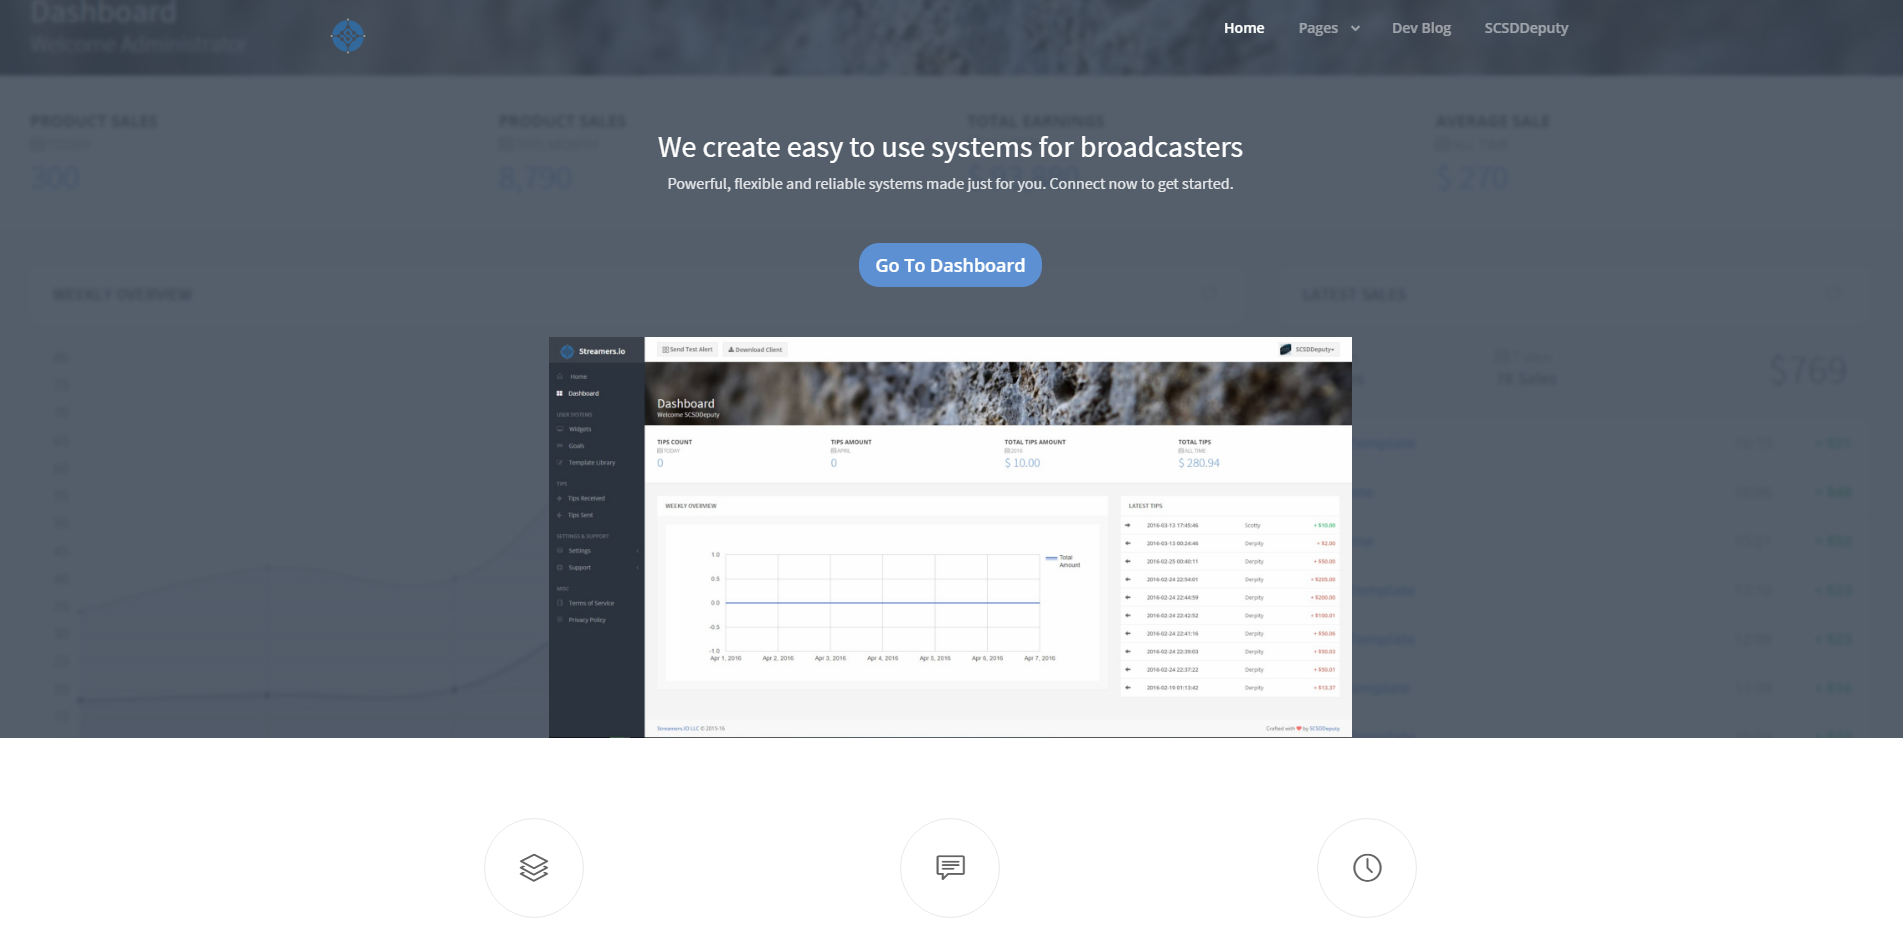 Dashboard
Welcome Administrator
Home
Pages
Dev Blog
SCSDDeputy
PRODUCT SALES
TODAY
300
PRODUCT SALES
THIS MONTH
8,790
TOTAL EARNINGS
AVERAGE SALE
ALL TIME
$ 270
We create easy to use systems for broadcasters
Powerful, flexible and reliable systems made just for you. Connect now to get started.
Go To Dashboard
WEEKLY OVERVIEW
LATEST SALES
78 Sales
$769
Streamers.io
Send Test Alert
Download Client
SCSDDeputy
Home
Dashboard
USER SYSTEMS
Widgets
Goals
Template Library
TIPS
Tips Received
Tips Sent
SETTINGS & SUPPORT
Settings
Support
MISC
Terms of Service
Privacy Policy
Dashboard
Welcome SCSDDeputy
TIPS COUNT
TODAY
0
TIPS AMOUNT
APRIL
0
TOTAL TIPS AMOUNT
2016
$ 10.00
TOTAL TIPS
ALL TIME
$ 280.94
WEEKLY OVERVIEW
1.0
0.5
0.0
-0.5
-1.0
Apr 1, 2016 Apr 2, 2016 Apr 3, 2016 Apr 4, 2016 Apr 5, 2016 Apr 6, 2016 Apr 7, 2016
Total
Amount
LATEST TIPS
2016-03-13 17:45:46 Scotty + $10.00
2016-03-13 00:24:46 Derpity + $2.00
2016-02-25 00:40:11 Derpity + $50.00
2016-02-24 22:54:01 Derpity + $205.00
2016-02-24 22:44:59 Derpity + $200.00
2016-02-24 22:42:52 Derpity + $100.01
2016-02-24 22:41:16 Derpity + $50.06
2016-02-24 22:39:03 Derpity + $50.03
2016-02-24 22:37:22 Derpity + $50.01
2016-02-19 01:13:42 Derpity + $13.37
Streamers.IO LLC © 2015-16
Crafted with by SCSDDeputy